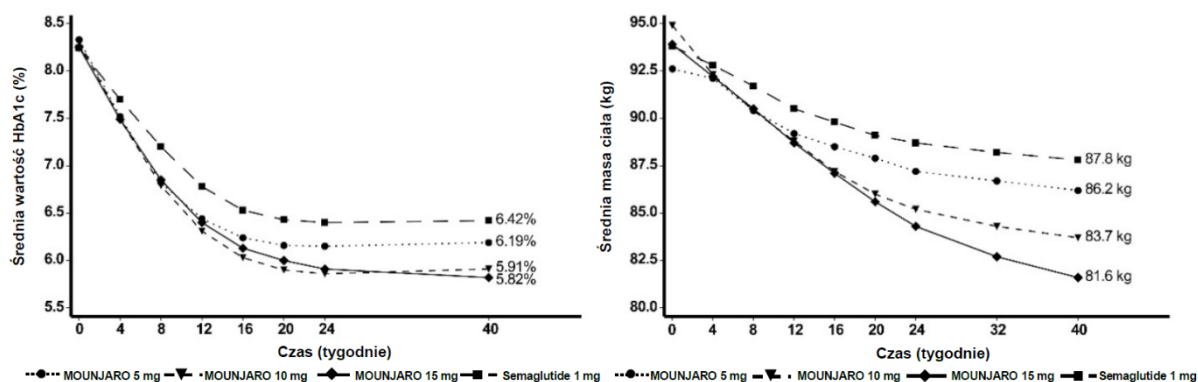 Średnia wartość HbA1c (%)
8.5
8.0
7.5
7.0
6.5
6.0
5.5
6.42%
6.19%
5.91%
5.82%
0 4 8 12 16 20 24 40
Czas (tygodnie)
MOUNJARO 5 mg MOUNJARO 10 mg MOUNJARO 15 mg Semaglutide 1 mg
Średnia masa ciała (kg)
95.0
92.5
90.0
87.5
85.0
82.5
80.0
87.8 kg
86.2 kg
83.7 kg
81.6 kg
0 4 8 12 16 20 24 32 40
Czas (tygodnie)
MOUNJARO 5 mg MOUNJARO 10 mg MOUNJARO 15 mg Semaglutide 1 mg